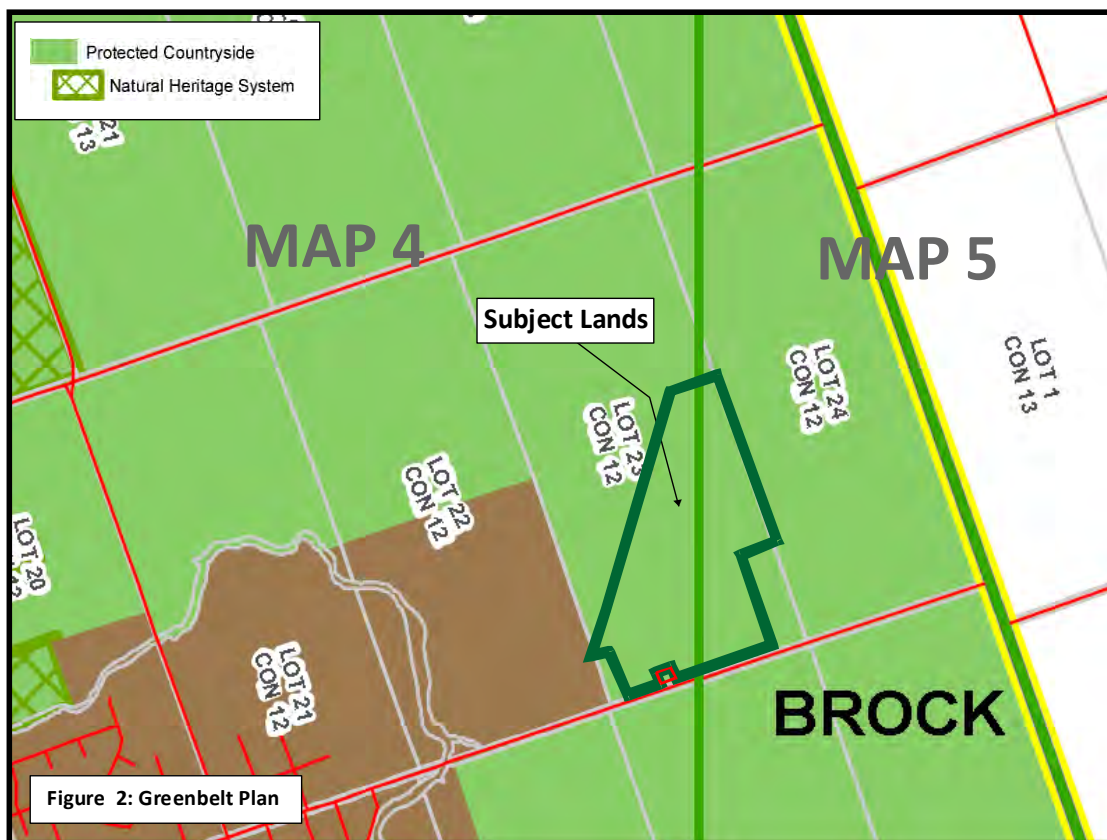 Protected Countryside
Natural Heritage System
21
13
MAP 4
MAP 5
Subject Lands
LOT 1
CON 13
LOT 24
CON 12
LOT 23
CON 12
LOT 22
CON 12
LOT 20
LOT 21
CON 12
BROCK
Figure 2: Greenbelt Plan